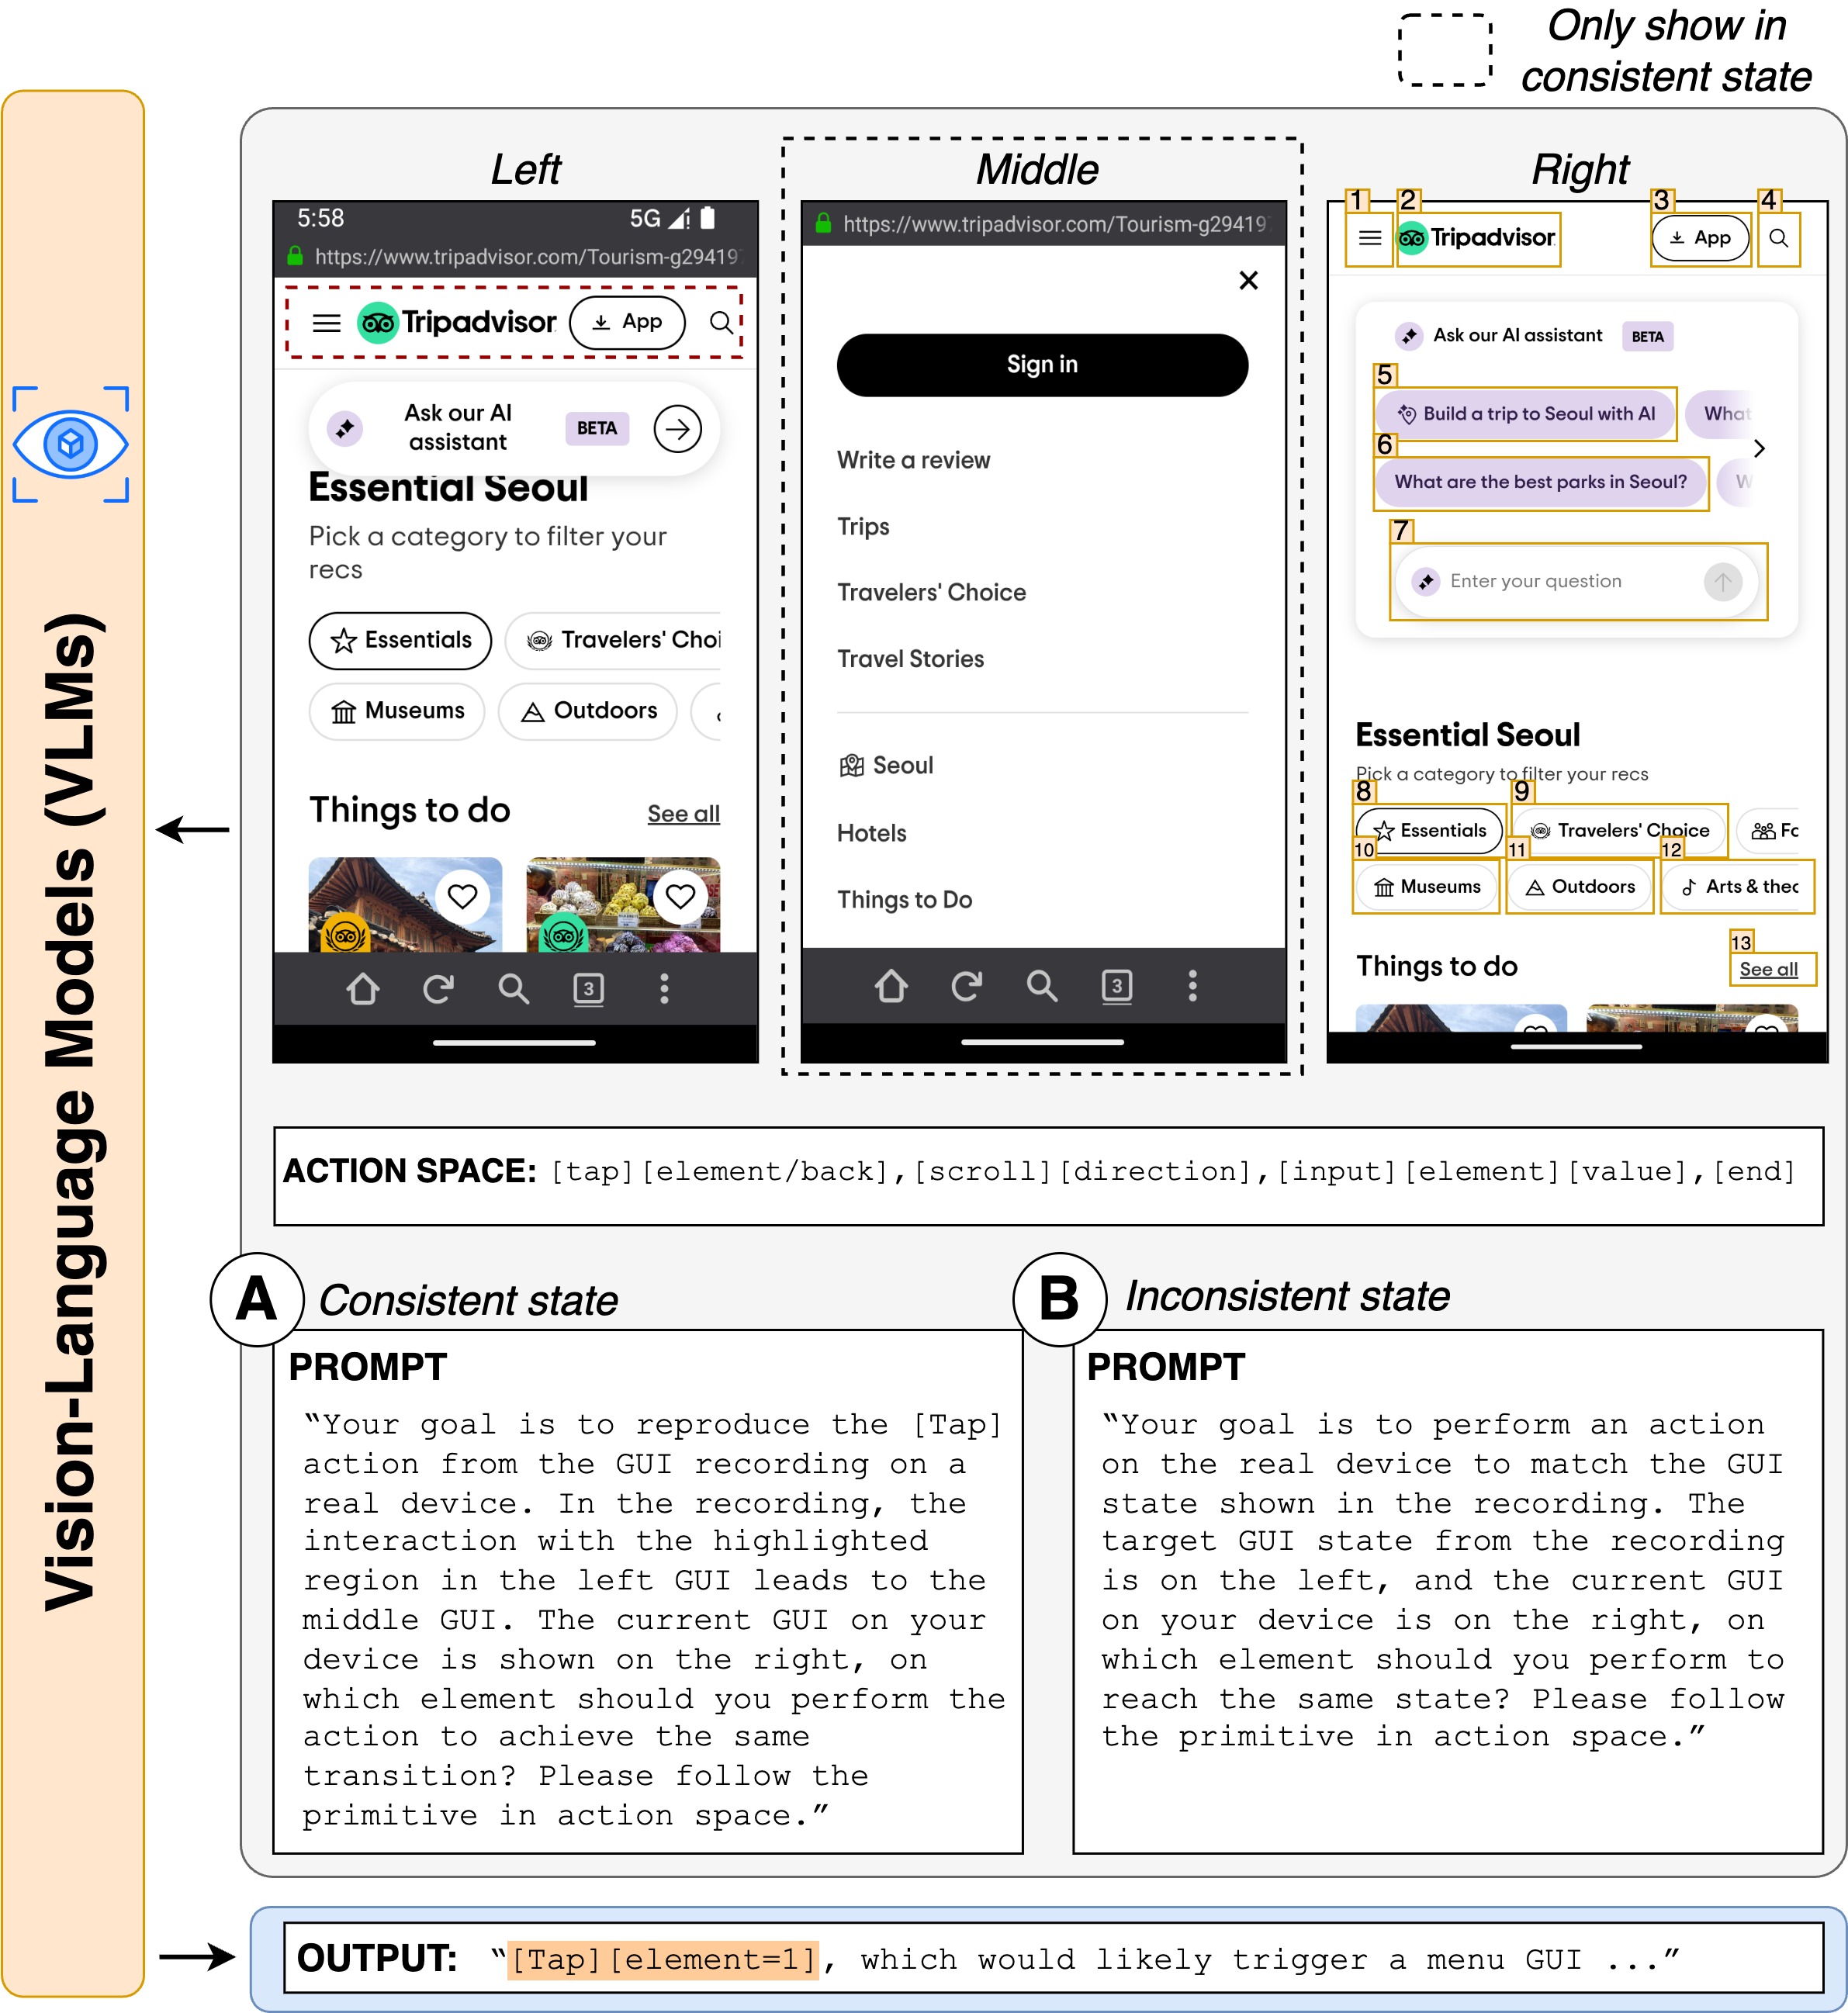 Only show in
consistent state
Vision-Language Models (VLMs)
Left
5:58
5G
https://www.tripadvisor.com/Tourism-g29419
Tripadvisor
App
Ask our AI
assistant
BETA
Essential Seoul
Pick a category to filter your
recs
Essentials
Travelers' Choi
Museums
Outdoors
Things to do
See all
3
Middle
https://www.tripadvisor.com/Tourism-g29419
Sign in
Write a review
Trips
Travelers' Choice
Travel Stories
Seoul
Hotels
Things to Do
3
Right
1
2
3
4
Tripadvisor
App
Ask our AI assistant
BETA
5
Build a trip to Seoul with AI
What
6
What are the best parks in Seoul?
W
7
Enter your question
Essential Seoul
Pick a category to filter your recs
8
9
Essentials
Travelers' Choice
Fo
10
11
12
Museums
Outdoors
Arts & thea
13
Things to do
See all
ACTION SPACE: [tap][element/back],[scroll][direction],[input][element][value],[end]
A
Consistent state
PROMPT
“Your goal is to reproduce the [Tap]
action from the GUI recording on a
real device. In the recording, the
interaction with the highlighted
region in the left GUI leads to the
middle GUI. The current GUI on your
device is shown on the right, on
which element should you perform the
action to achieve the same
transition? Please follow the
primitive in action space.”
B
Inconsistent state
PROMPT
“Your goal is to perform an action
on the real device to match the GUI
state shown in the recording. The
target GUI state from the recording
is on the left, and the current GUI
on your device is on the right, on
which element should you perform to
reach the same state? Please follow
the primitive in action space.”
OUTPUT: “[Tap][element=1], which would likely trigger a menu GUI ...”